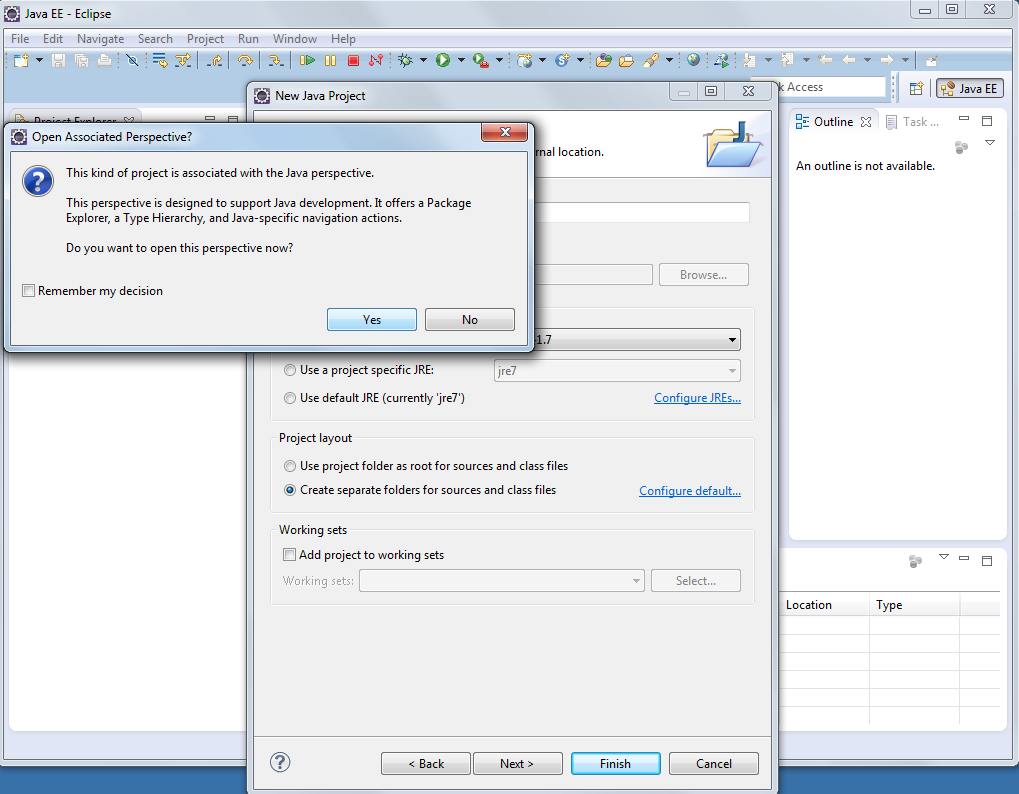 Java EE - Eclipse
File Edit Navigate Search Project Run Window Help
Access
Java EE
New Java Project
Project Explorer
Outline
Task ...
Open Associated Perspective?
This kind of project is associated with the Java perspective.
This perspective is designed to support Java development. It offers a Package
Explorer, a Type Hierarchy, and Java-specific navigation actions.
Do you want to open this perspective now?
Remember my decision
Yes No
location.
An outline is not available.
Browse...
1.7
Use a project specific JRE: jre7
Use default JRE (currently 'jre7') Configure JREs...
Project layout
Use project folder as root for sources and class files
Create separate folders for sources and class files Configure default...
Working sets
Add project to working sets
Working sets: Select...
Location Type
< Back Next > Finish Cancel